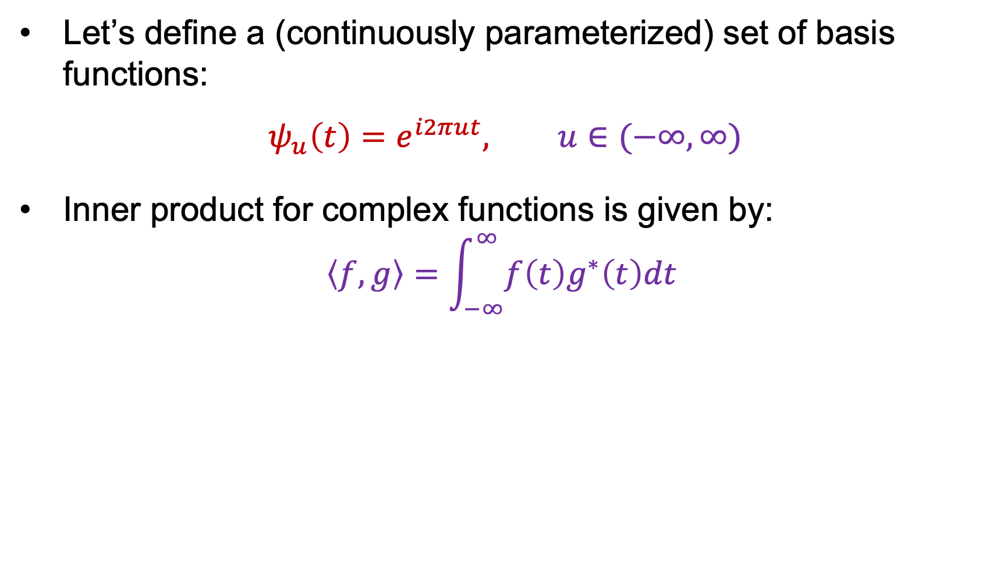 • Let’s define a (continuously parameterized) set of basis
functions:
ψ_u(t) = e^{i2πut}, u ∈ (−∞, ∞)
• Inner product for complex functions is given by:
⟨f, g⟩ = ∫_{−∞}^{∞} f(t)g*(t)dt